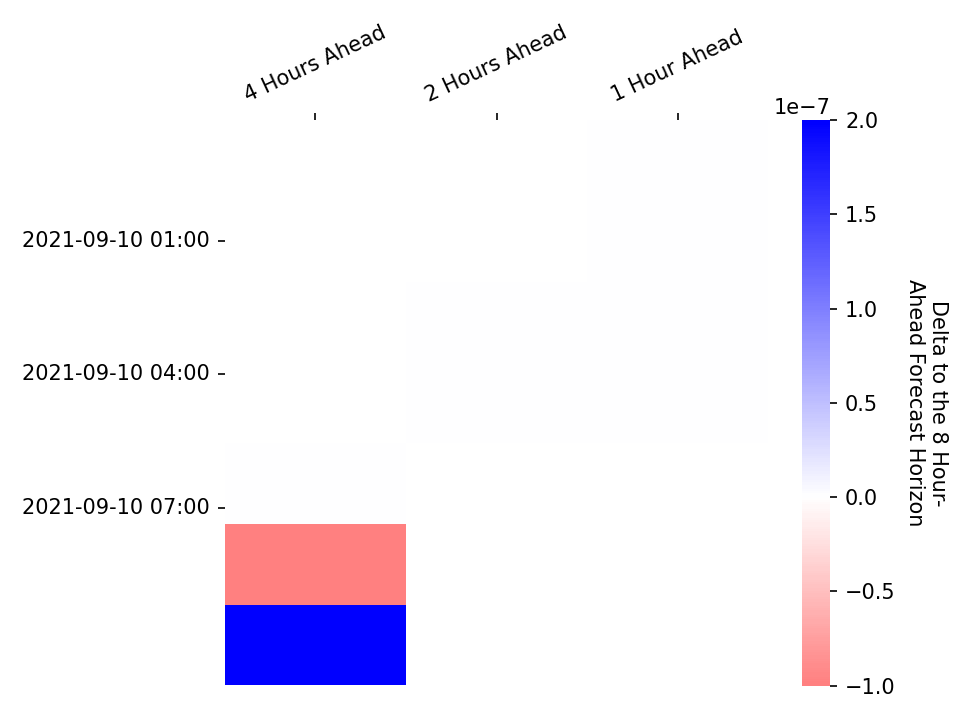 4 Hours Ahead
2 Hours Ahead
1 Hour Ahead
2021-09-10 01:00
2021-09-10 04:00
2021-09-10 07:00
1e−7
2.0
1.5
1.0
0.5
0.0
−0.5
−1.0
Delta to the 8 Hour-
Ahead Forecast Horizon